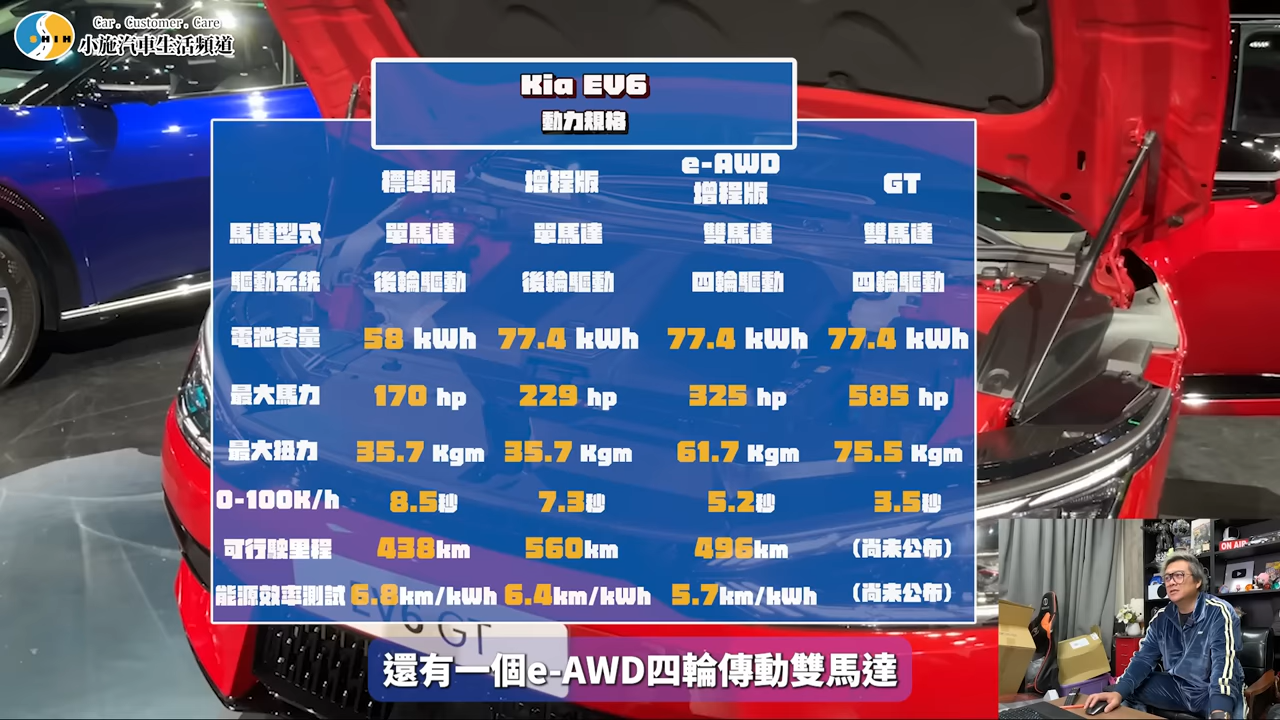 Car. Customer. Care
SHIH 小施汽車生活頻道
Kia EV6
動力規格
標準版 增程版 e-AWD 增程版 GT
馬達型式 單馬達 單馬達 雙馬達 雙馬達
驅動系統 後輪驅動 後輪驅動 四輪驅動 四輪驅動
電池容量 58 kWh 77.4 kWh 77.4 kWh 77.4 kWh
最大馬力 170 hp 229 hp 325 hp 585 hp
最大扭力 35.7 Kgm 35.7 Kgm 61.7 Kgm 75.5 Kgm
0-100K/h 8.5秒 7.3秒 5.2秒 3.5秒
可行駛里程 438km 560km 496km (尚未公布)
能源效率測試 6.8km/kWh 6.4km/kWh 5.7km/kWh (尚未公布)
ON AIR
EV6 GT
還有一個e-AWD四輪傳動雙馬達